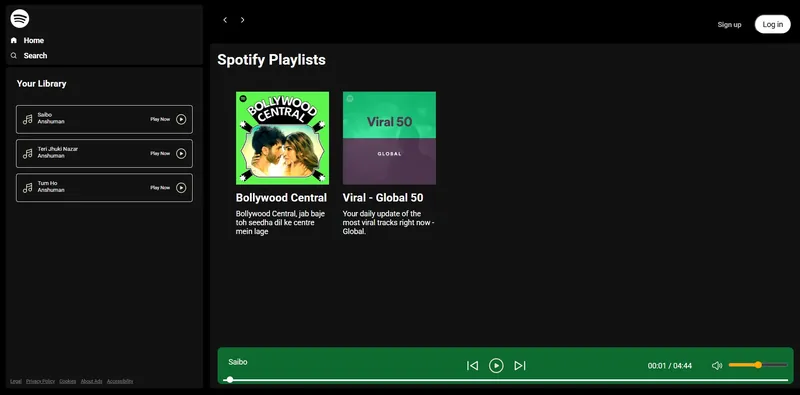 Home
Search
Your Library
Saibo
Anshuman
Play Now
Teri Jhuki Nazar
Anshuman
Play Now
Tum Ho
Anshuman
Play Now
Legal Privacy Policy Cookies About Ads Accessibility
Sign up
Log in
Spotify Playlists
BOLLYWOOD
CENTRAL
Bollywood Central
Bollywood Central, jab baje
toh seedha dil ke centre
mein lage
Viral 50
GLOBAL
Viral - Global 50
Your daily update of the
most viral tracks right now -
Global.
Saibo
00:01 / 04:44